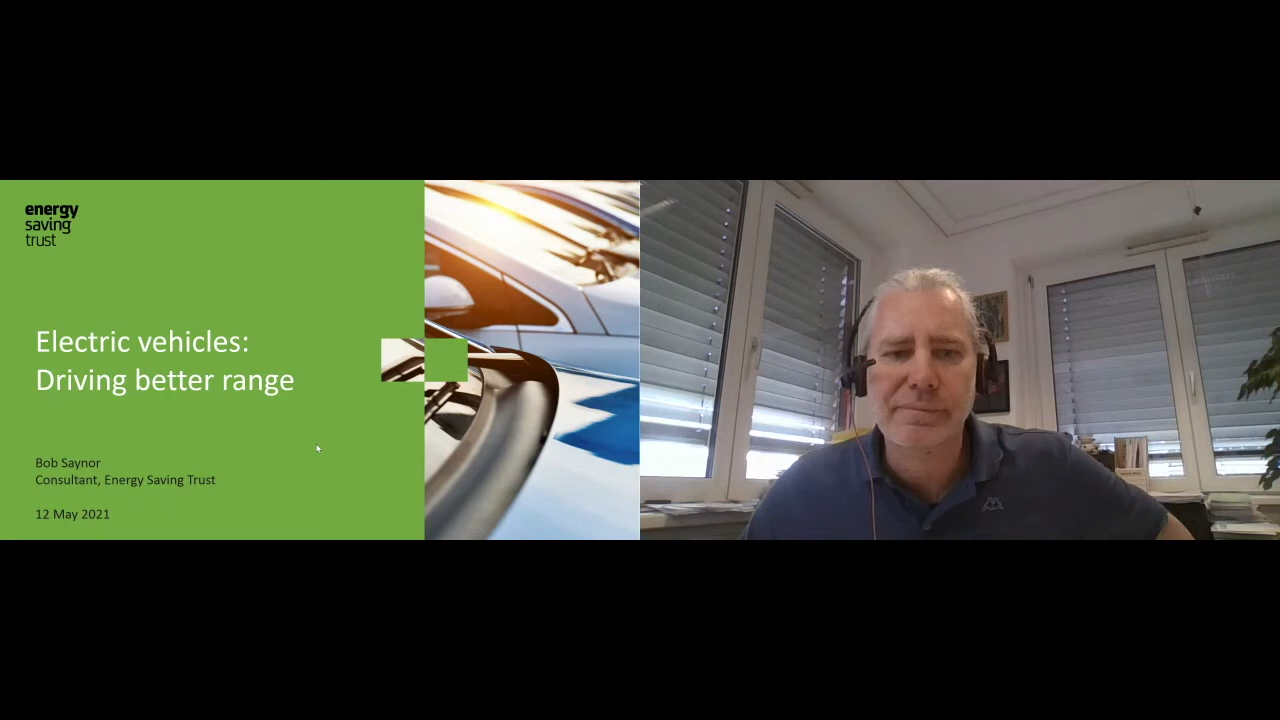 energy
saving
trust
Electric vehicles:
Driving better range
Bob Saynor
Consultant, Energy Saving Trust
12 May 2021